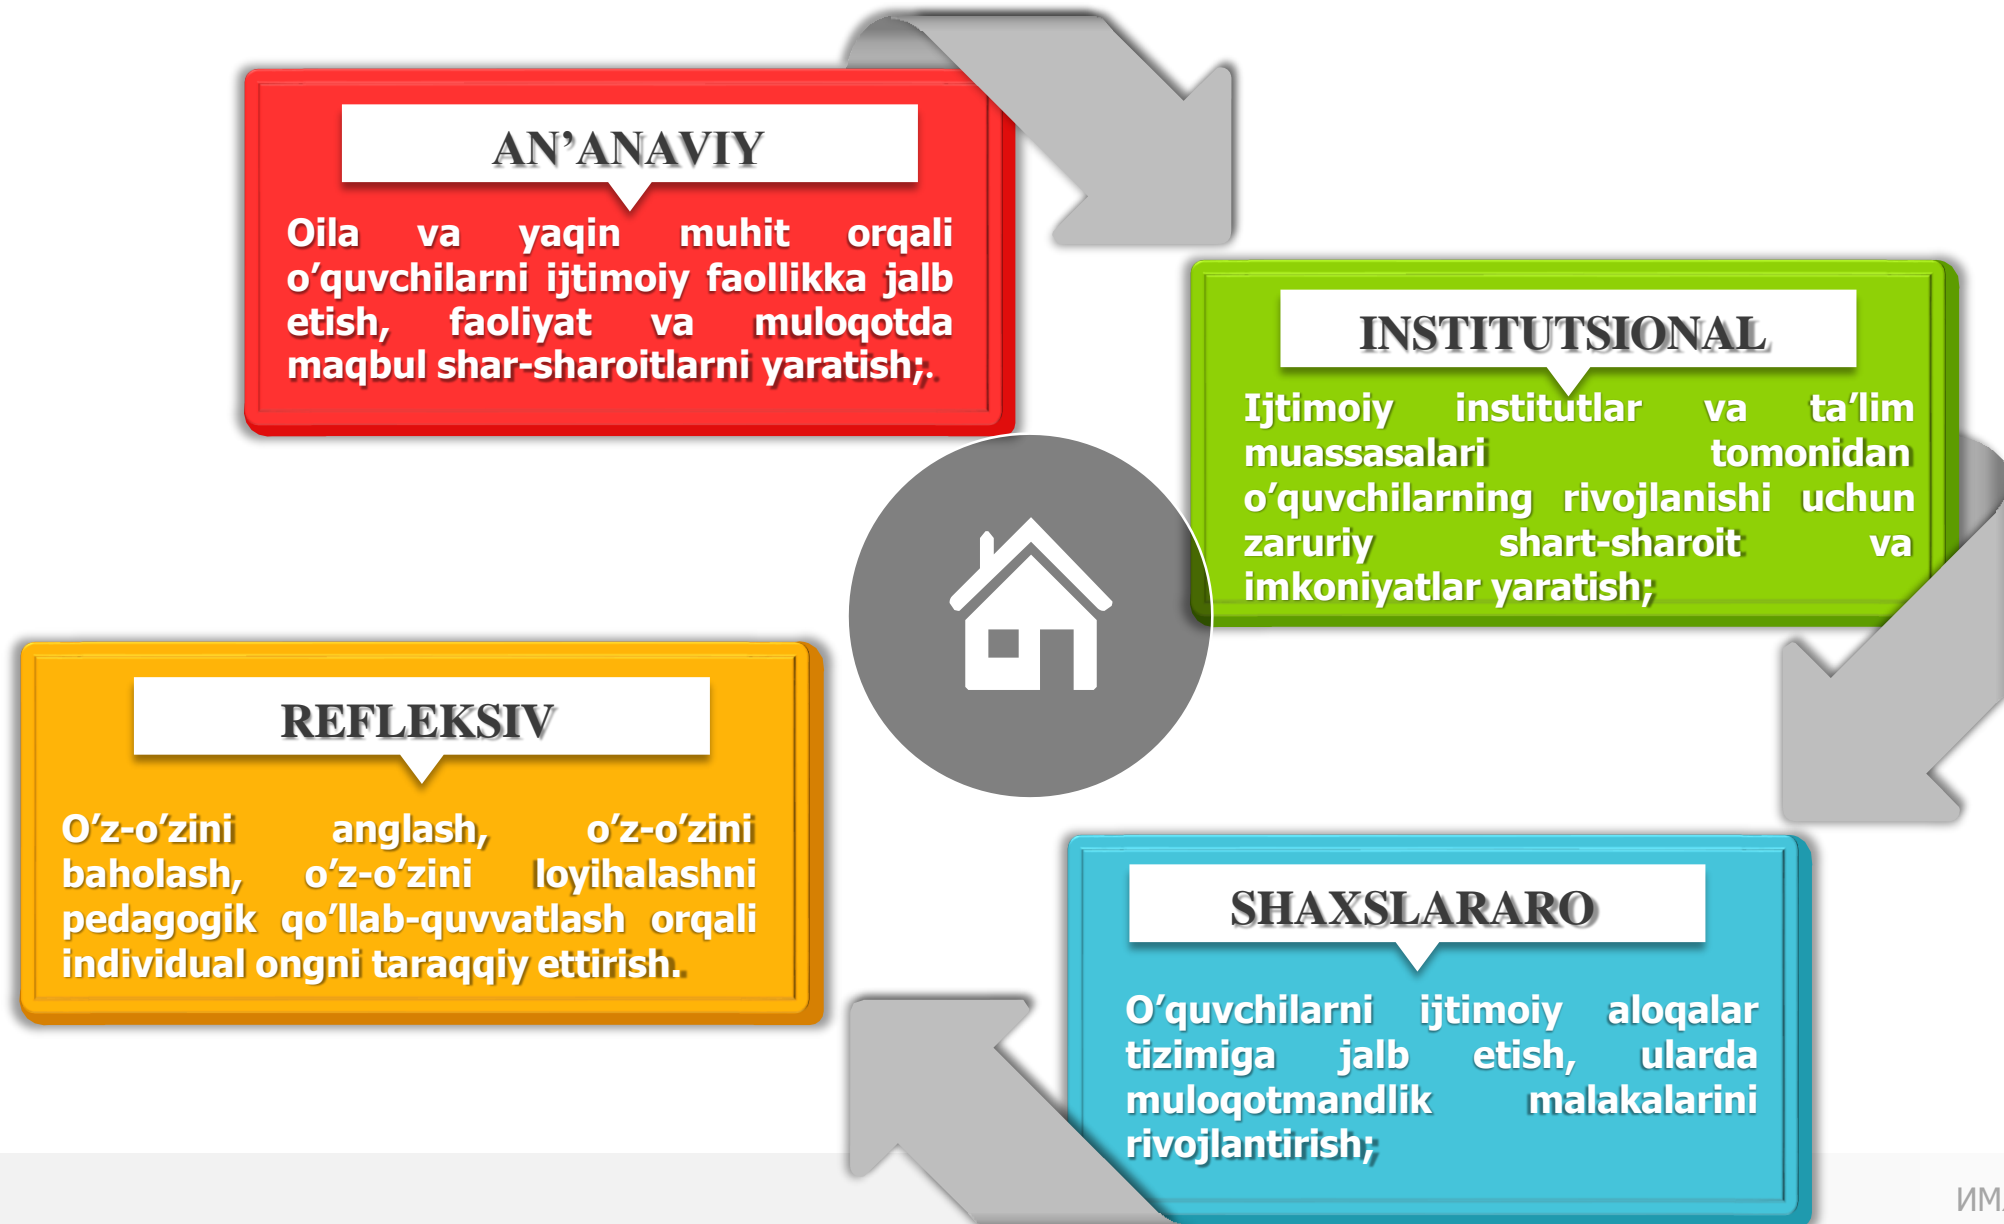 AN’ANAVIY
Oila va yaqin muhit orqali
o’quvchilarni ijtimoiy faollikka jalb
etish, faoliyat va muloqotda
maqbul shar-sharoitlarni yaratish;.
INSTITUTSIONAL
Ijtimoiy institutlar va ta’lim
muassasalari tomonidan
o’quvchilarning rivojlanishi uchun
zaruriy shart-sharoit va
imkoniyatlar yaratish;
SHAXSLARARO
O’quvchilarni ijtimoiy aloqalar
tizimiga jalb etish, ularda
muloqotmandlik malakalarini
rivojlantirish;
REFLEKSIV
O’z-o’zini anglash, o’z-o’zini
baholash, o’z-o’zini loyihalashni
pedagogik qo’llab-quvvatlash orqali
individual ongni taraqqiy ettirish.